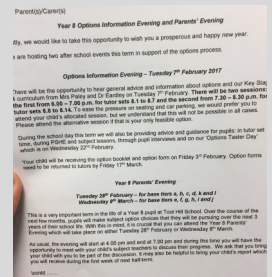 Parent(s)/Carer(s)
Year 8 Options Information Evening and Parents' Evening
tly, we would like to take this opportunity to wish you a prosperous and happy new year.
are hosting two after school events this term in support of the options process.
Options Information Evening – Tuesday 7th February 2017
There will be the opportunity to hear general advice and information about options and our Key Stag
curriculum from Mrs Paley and Dr Eardley on Tuesday 7th February. There will be two sessions:
the first from 6.00 – 7.00 p.m. for tutor sets 8.1 to 8.7 and the second from 7.30 – 8.30 p.m. for
tutor sets 8.8 to 8.14. To ease the pressure on seating and car parking, we would prefer you to
attend your child's allocated session, but we understand that this will not be possible in all cases.
Please attend the alternative session if that is your only feasible option.
During the school day this term we will also be providing advice and guidance for pupils: in tutor set
time, during PSHE and subject lessons, through pupil interviews and on our 'Options Taster Day'
which is on Wednesday 22nd February.
Your child will be receiving the option booklet and option form on Friday 3rd February. Option forms
need to be returned to tutors by Friday 17th March.
Year 8 Parents' Evening
Tuesday 28th February – for base tiers a, b, c, d, k and l
Wednesday 8th March – for base tiers e, f, g, h, i and j
This is a very important term in the life of a Year 8 pupil at Toot Hill School. Over the course of the
next few months, pupils will make subject option choices that they will be pursuing over the next 3
years of their school life. With this in mind, it is crucial that you can attend the Year 8 Parents'
Evening which will take place on either Tuesday 28th February or Wednesday 8th March.
As usual, the evening will start at 4.00 pm and end at 7.00 pm and during this time you will have the
opportunity to meet with your child's subject teachers to discuss their progress. We ask that you bring
your child with you to be part of the discussion. It may also be helpful to bring your child's report which
you will receive during the first week of next half-term.
/contd